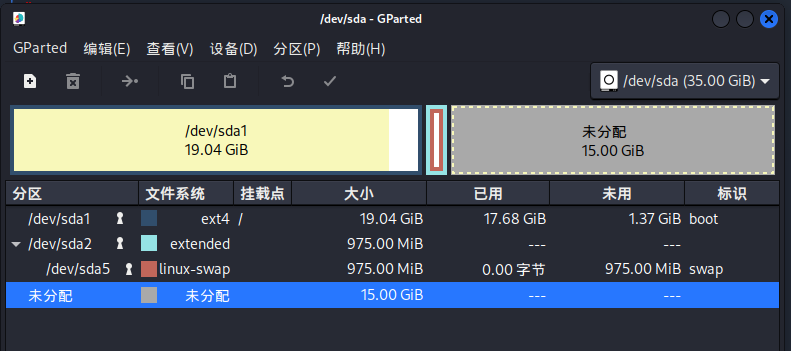 /dev/sda - GParted
GParted 编辑(E) 查看(V) 设备(D) 分区(P) 帮助(H)
/dev/sda (35.00 GiB)
/dev/sda1
19.04 GiB
未分配
15.00 GiB
分区 文件系统 挂载点 大小 已用 未用 标识
/dev/sda1 ext4 / 19.04 GiB 17.68 GiB 1.37 GiB boot
/dev/sda2 extended 975.00 MiB --- ---
/dev/sda5 linux-swap 975.00 MiB 0.00 字节 975.00 MiB swap
未分配 未分配 15.00 GiB --- ---